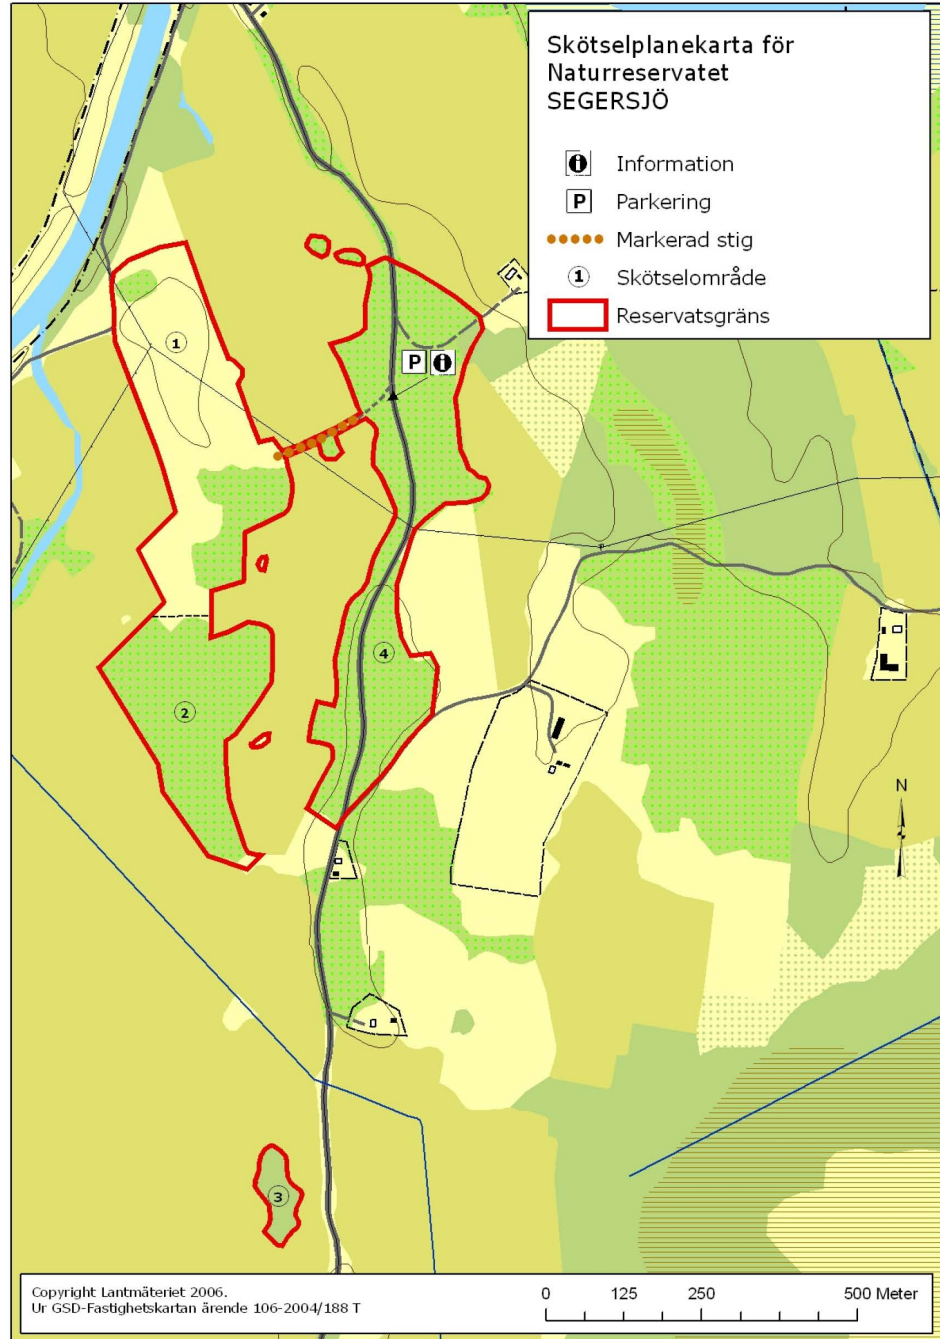 Skötselplanekarta för
Naturreservatet
SEGERSJÖ
Information
P Parkering
Markerad stig
1 Skötselområde
Reservatsgräns
1
P
4
2
N
3
Copyright Lantmäteriet 2006.
Ur GSD-Fastighetskartan ärende 106-2004/188 T
0 125 250 500 Meter